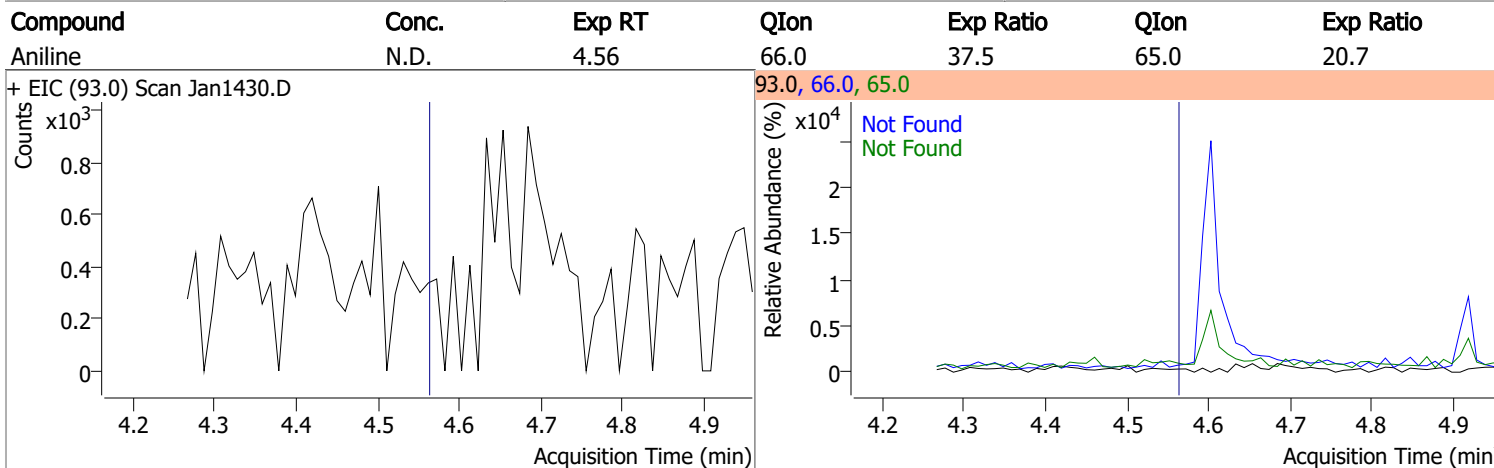 Compound Conc. Exp RT QIon Exp Ratio QIon Exp Ratio
Aniline N.D. 4.56 66.0 37.5 65.0 20.7
+ EIC (93.0) Scan Jan1430.D
Counts
x10³
0.8
0.6
0.4
0.2
0
4.2 4.3 4.4 4.5 4.6 4.7 4.8 4.9
Acquisition Time (min)
93.0, 66.0, 65.0
Relative Abundance (%)
x10⁴
Not Found
Not Found
2
1.5
1
0.5
0
4.2 4.3 4.4 4.5 4.6 4.7 4.8 4.9
Acquisition Time (min